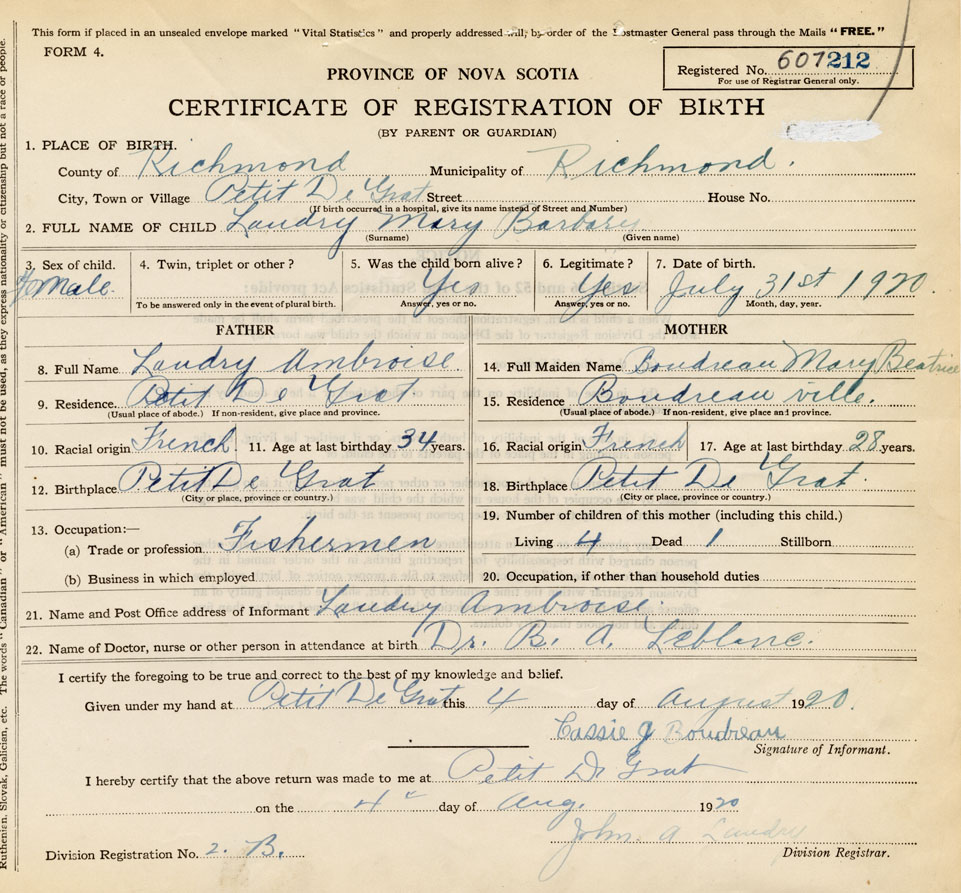 This form if placed in an unsealed envelope marked "Vital Statistics" and properly addressed will, by order of the Postmaster General pass through the Mails "FREE."
FORM 4.
Registered No. 607212
For use of Registrar General only.
PROVINCE OF NOVA SCOTIA
CERTIFICATE OF REGISTRATION OF BIRTH
(BY PARENT OR GUARDIAN)
1. PLACE OF BIRTH.
County of Richmond Municipality of Richmond.
City, Town or Village Petit De Grat Street House No.
(If birth occurred in a hospital, give its name instead of Street and Number)
2. FULL NAME OF CHILD Landry Mary Barbary
(Surname) (Given name)
3. Sex of child. 4. Twin, triplet or other? 5. Was the child born alive? 6. Legitimate? 7. Date of birth.
female. Yes Yes July 31st 1920.
To be answered only in the event of plural birth. Answer, yes or no. Answer, yes or no. Month, day, year.
FATHER MOTHER
8. Full Name Landry Ambroise 14. Full Maiden Name Boudreau Mary Beatrice
9. Residence. Petit De Grat 15. Residence Boudreau ville.
(Usual place of abode.) If non-resident, give place and province. (Usual place of abode.) If non-resident, give place and province.
10. Racial origin French 11. Age at last birthday 34 years. 16. Racial origin French 17. Age at last birthday 28 years.
12. Birthplace Petit De Grat 18. Birthplace Petit De Grat.
(City or place, province or country.) (City or place, province or country.)
13. Occupation:— 19. Number of children of this mother (including this child.)
(a) Trade or profession Fishermen Living 4 Dead 1 Stillborn
(b) Business in which employed 20. Occupation, if other than household duties
21. Name and Post Office address of Informant Landry Ambroise.
22. Name of Doctor, nurse or other person in attendance at birth Dr. B. A. Leblanc.
I certify the foregoing to be true and correct to the best of my knowledge and belief.
Given under my hand at Petit De Grat this 4 day of August 1920.
Cassie J Boudreau
Signature of Informant.
I hereby certify that the above return was made to me at Petit De Grat
on the 4 day of Aug. 1920
John. A Landry
Division Registration No. 2. B. Division Registrar.
Ruthenian, Slovak, Galician, etc. The words "Canadian" or "American" must not be used, as they express nationality or citizenship but not a race or people.